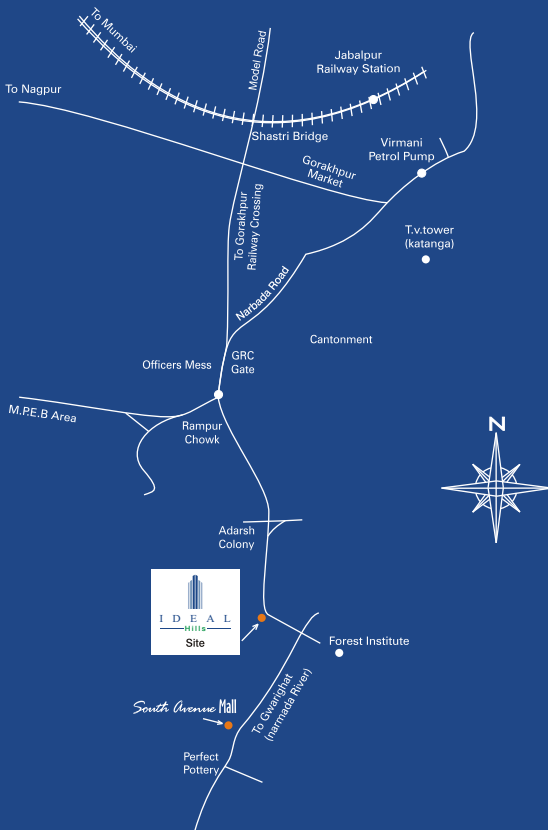 To Mumbai
Model Road
Jabalpur
Railway Station
To Nagpur
Shastri Bridge
Virmani
Petrol Pump
Gorakhpur
Market
To Gorakhpur
Railway Crossing
T.v.tower
(katanga)
Narbada Road
Cantonment
Officers Mess
GRC
Gate
M.P.E.B Area
Rampur
Chowk
N
Adarsh
Colony
IDEAL
Hills
Site
Forest Institute
South Avenue Mall
To Gwarighat
(narmada River)
Perfect
Pottery